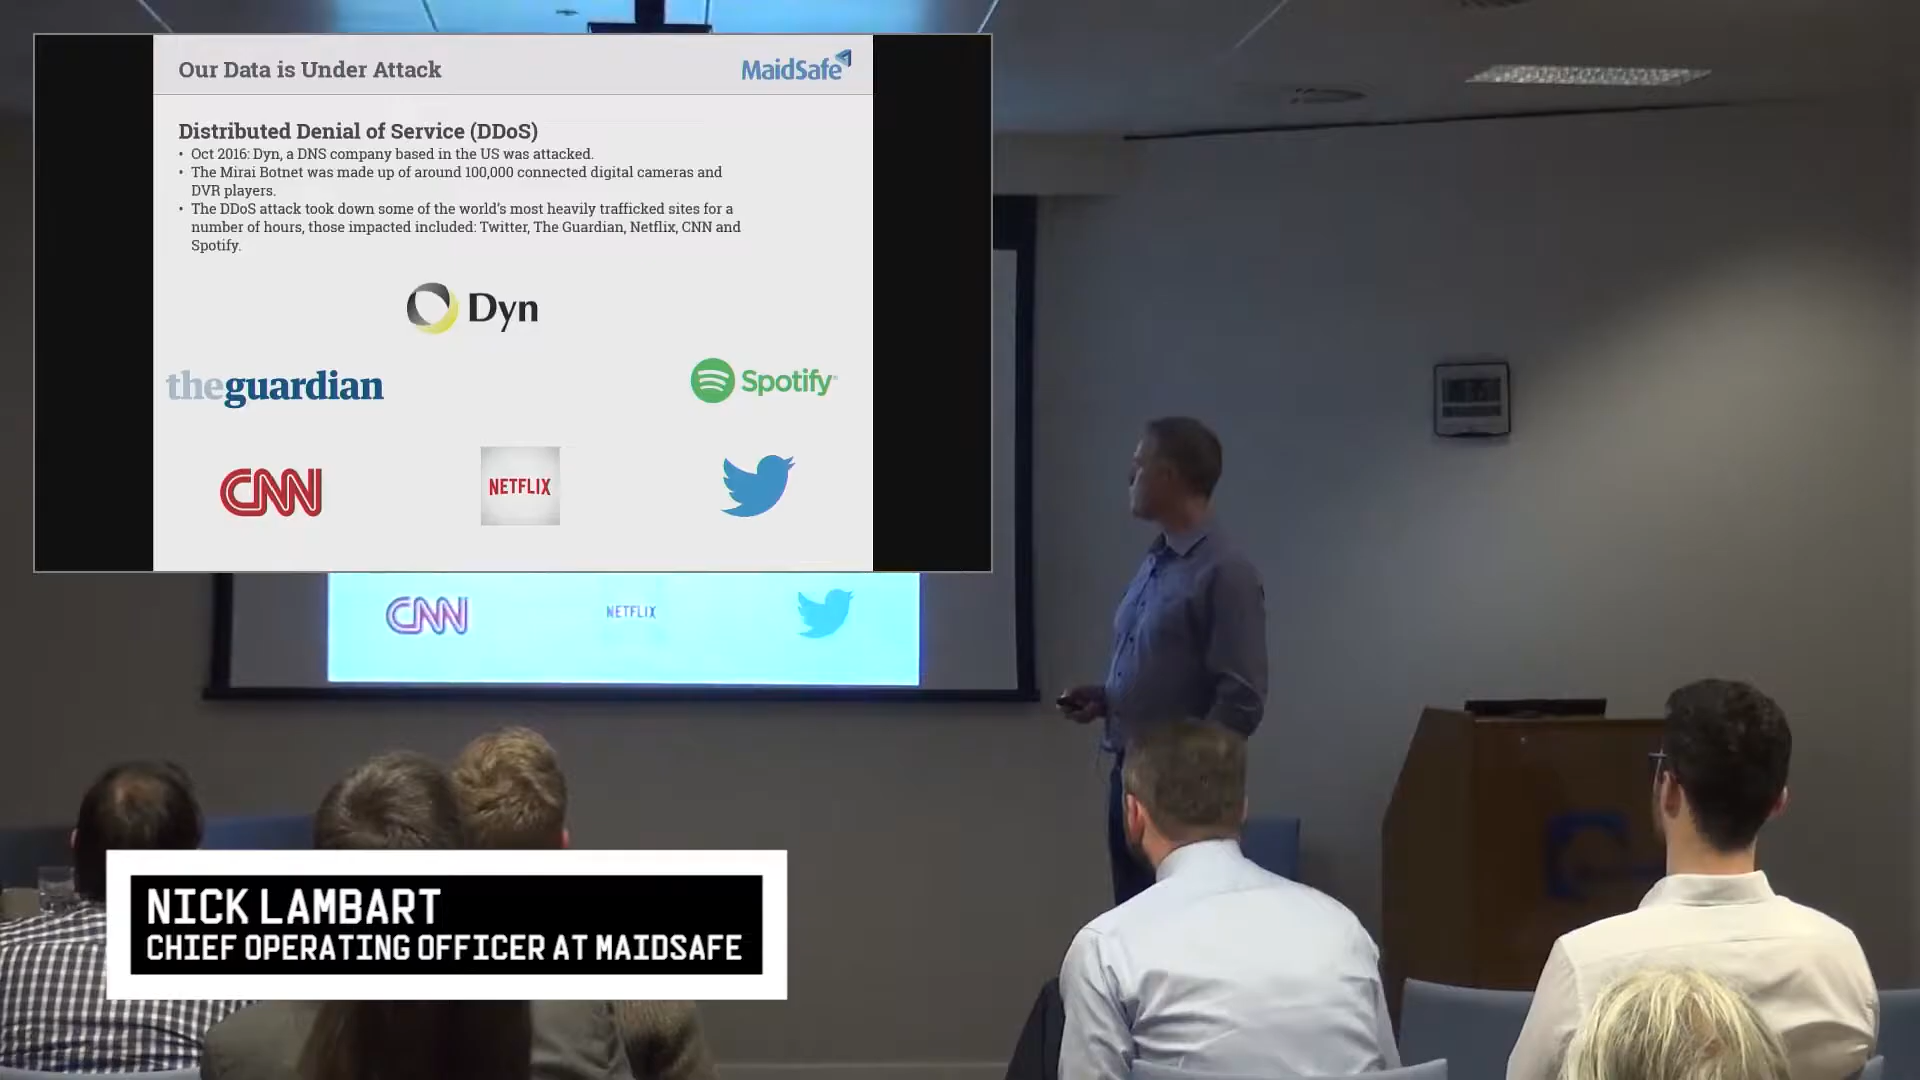 Our Data is Under Attack
MaidSafe
Distributed Denial of Service (DDoS)
• Oct 2016: Dyn, a DNS company based in the US was attacked.
• The Mirai Botnet was made up of around 100,000 connected digital cameras and
DVR players.
• The DDoS attack took down some of the world's most heavily trafficked sites for a
number of hours, those impacted included: Twitter, The Guardian, Netflix, CNN and
Spotify.
Dyn
theguardian
Spotify
CNN
NETFLIX
CNN
NETFLIX
NICK LAMBART
CHIEF OPERATING OFFICER AT MAIDSAFE